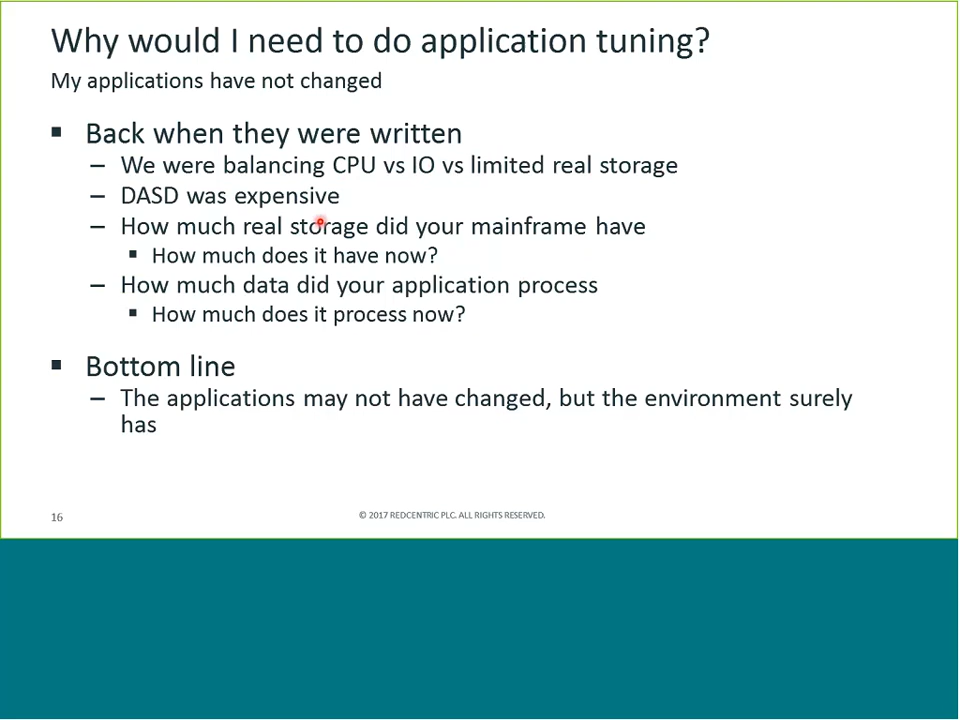 Why would I need to do application tuning?
My applications have not changed
▪ Back when they were written
– We were balancing CPU vs IO vs limited real storage
– DASD was expensive
– How much real storage did your mainframe have
▪ How much does it have now?
– How much data did your application process
▪ How much does it process now?
▪ Bottom line
– The applications may not have changed, but the environment surely
has
16
© 2017 REDCENTRIC PLC. ALL RIGHTS RESERVED.